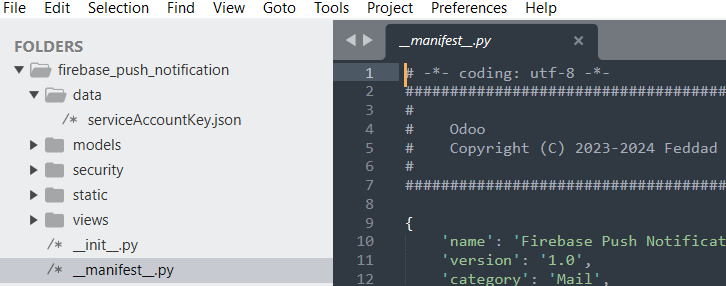 File Edit Selection Find View Goto Tools Project Preferences Help
FOLDERS
firebase_push_notification
data
/* serviceAccountKey.json
models
security
static
views
/* __init__.py
/* __manifest__.py
__manifest__.py ×
1 # -*- coding: utf-8 -*-
2 #####################################
3 #
4 # Odoo
5 # Copyright (C) 2023-2024 Feddad
6 #
7 #####################################
8
9 {
10 'name': 'Firebase Push Notificat
11 'version': '1.0',
12 'category': 'Mail',